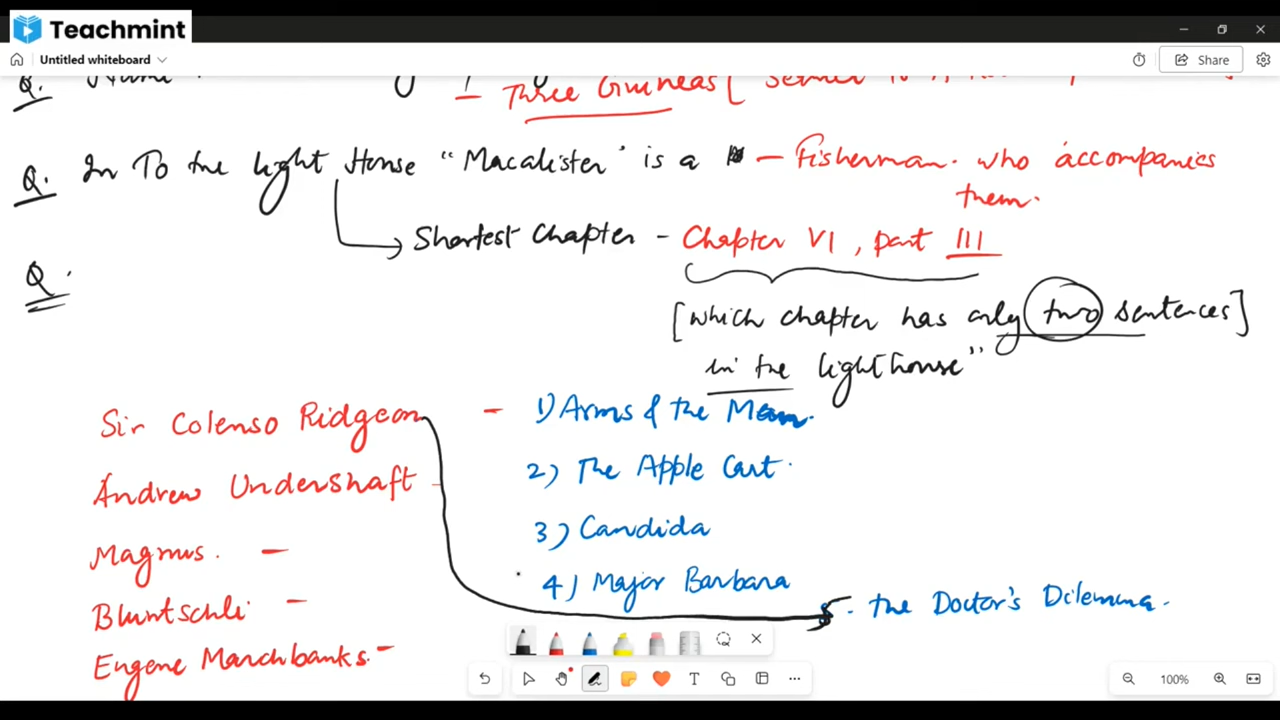 Teachmint
Untitled whiteboard
Share
Q.
- Three Guineas [
Q. In To the light House "Macalister" is a - Fisherman. who accompanies
them.
Shortest Chapter - Chapter VI, part III
Q.
[which chapter has only two sentences]
in the lighthouse"
Sir Colenso Ridgeon - 1) Arms & the Man.
Andrew Undershaft - 2) The Apple Cart.
Magnus. - 3) Candida
Bluntschli - 4) Major Barbara
5. the Doctor's Dilemma.
Eugene Marchbanks. -
100%